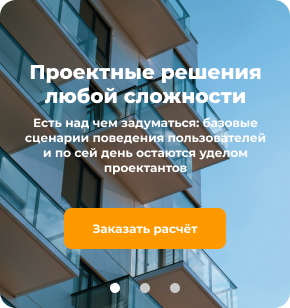 Проектные решения
любой сложности
Есть над чем задуматься: базовые
сценарии поведения пользователей
и по сей день остаются уделом
проектантов
Заказать расчёт